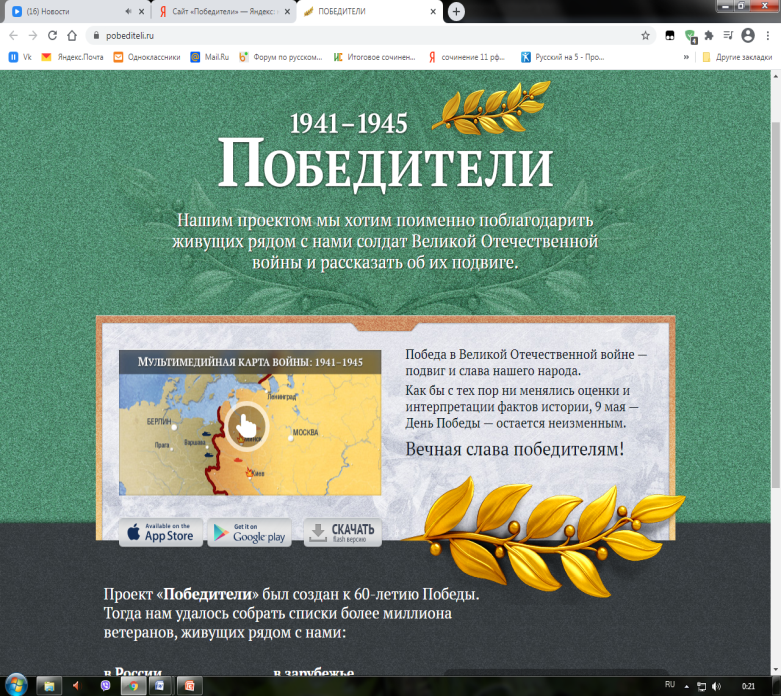 (16) Новости
Сайт «Победители» — Яндекс:
ПОБЕДИТЕЛИ
pobediteli.ru
Vk
Яндекс.Почта
Одноклассники
Mail.Ru
Форум по русском...
Итоговое сочинен...
сочинение 11 рф...
Русский на 5 - Про...
»
Другие закладки
1941–1945
ПОБЕДИТЕЛИ
Нашим проектом мы хотим поименно поблагодарить
живущих рядом с нами солдат Великой Отечественной
войны и рассказать об их подвиге.
МУЛЬТИМЕДИЙНАЯ КАРТА ВОЙНЫ: 1941–1945
Ленинград
БЕРЛИН
МОСКВА
Прага
Варшава
Киев
Победа в Великой Отечественной войне —
подвиг и слава нашего народа.
Как бы с тех пор ни менялись оценки и
интерпретации фактов истории, 9 мая —
День Победы — остается неизменным.
Вечная слава победителям!
Available on the
App Store
Get it on
Google play
СКАЧАТЬ
flash версию
Проект «Победители» был создан к 60-летию Победы.
Тогда нам удалось собрать списки более миллиона
ветеранов, живущих рядом с нами:
в России
в зарубежье
RU
0:21